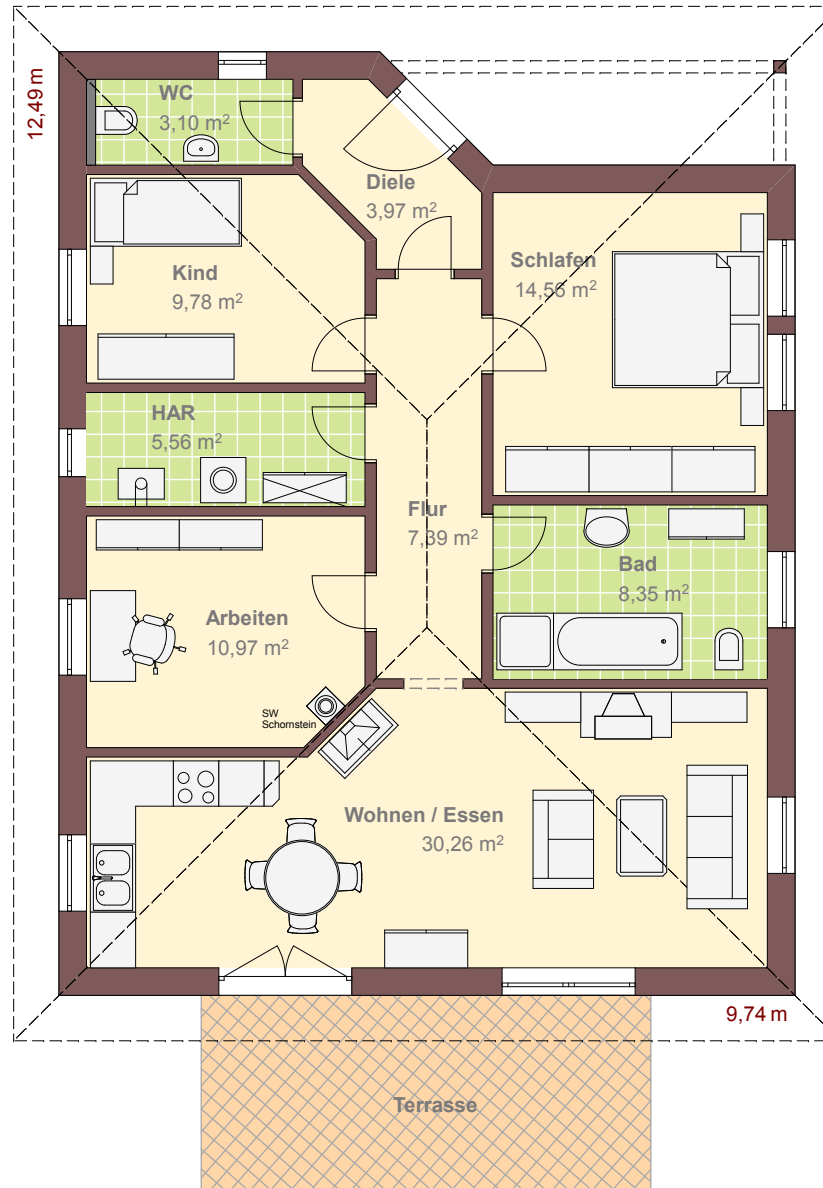 12,49 m
WC
3,10 m²
Diele
3,97 m²
Kind
9,78 m²
Schlafen
14,56 m²
HAR
5,56 m²
Flur
7,39 m²
Bad
8,35 m²
Arbeiten
10,97 m²
SW
Schornstein
Wohnen / Essen
30,26 m²
9,74 m
Terrasse